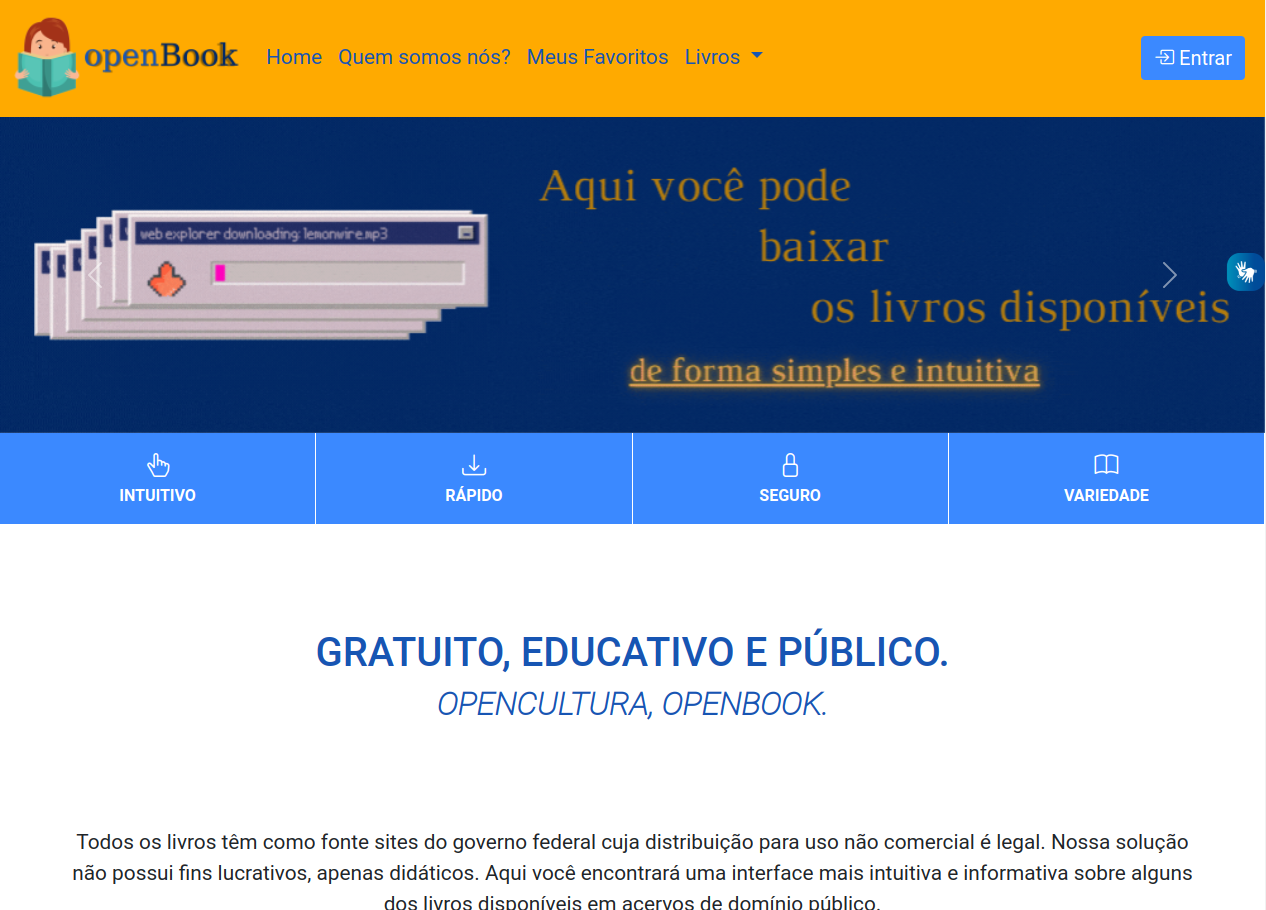 openBook
Home Quem somos nós? Meus Favoritos Livros
Entrar
Aqui você pode
baixar
os livros disponíveis
de forma simples e intuitiva
web explorer downloading: lemonwire.mp3
INTUITIVO
RÁPIDO
SEGURO
VARIEDADE
GRATUITO, EDUCATIVO E PÚBLICO.
OPENCULTURA, OPENBOOK.
Todos os livros têm como fonte sites do governo federal cuja distribuição para uso não comercial é legal. Nossa solução
não possui fins lucrativos, apenas didáticos. Aqui você encontrará uma interface mais intuitiva e informativa sobre alguns
dos livros disponíveis em acervos de domínio público.